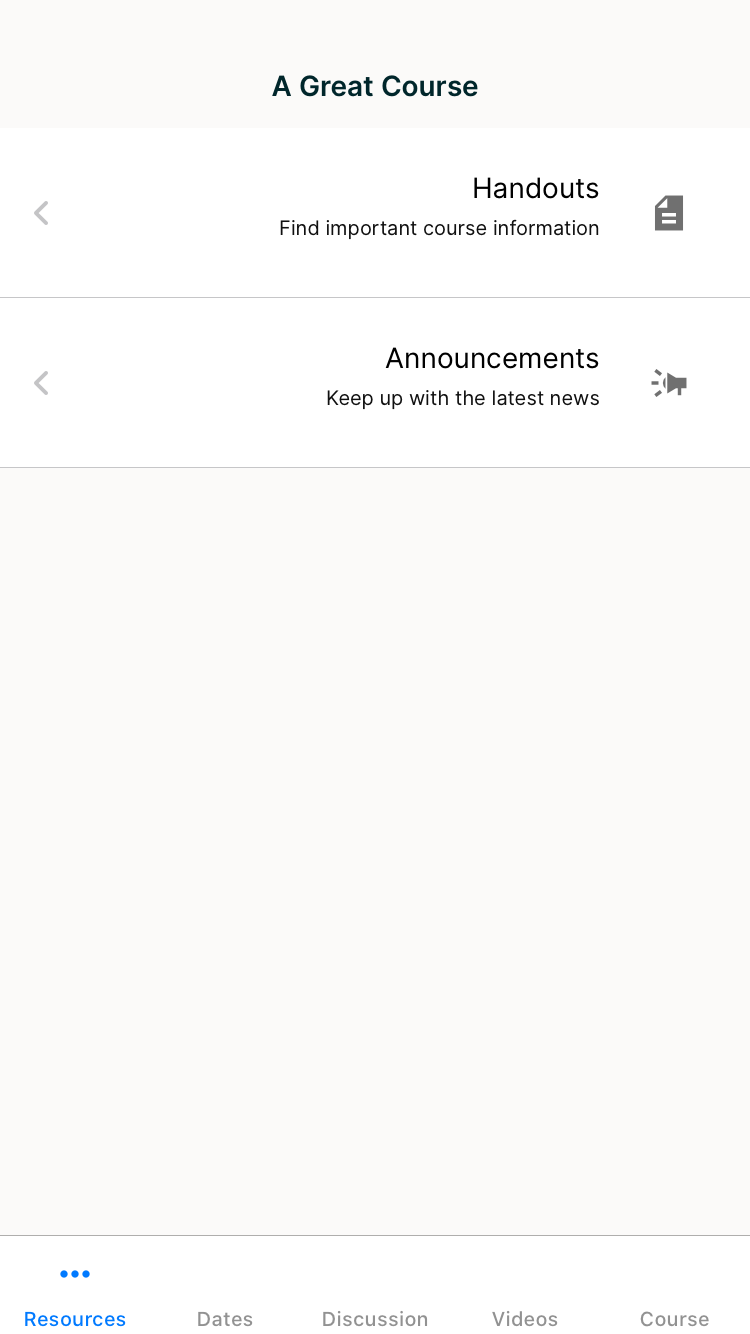 A Great Course
Handouts
Find important course information
Announcements
Keep up with the latest news
Resources
Dates
Discussion
Videos
Course